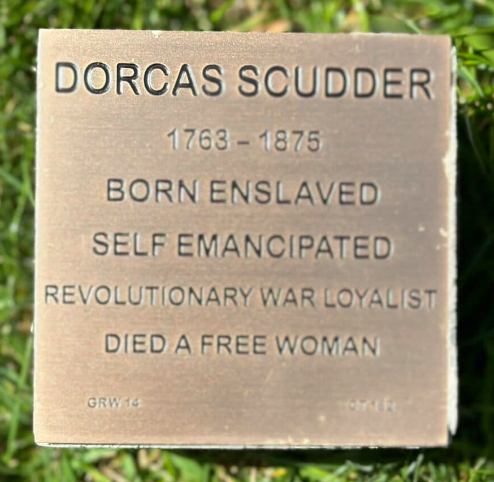 DORCAS SCUDDER
1763 – 1875
BORN ENSLAVED
SELF EMANCIPATED
REVOLUTIONARY WAR LOYALIST
DIED A FREE WOMAN
GRW 14